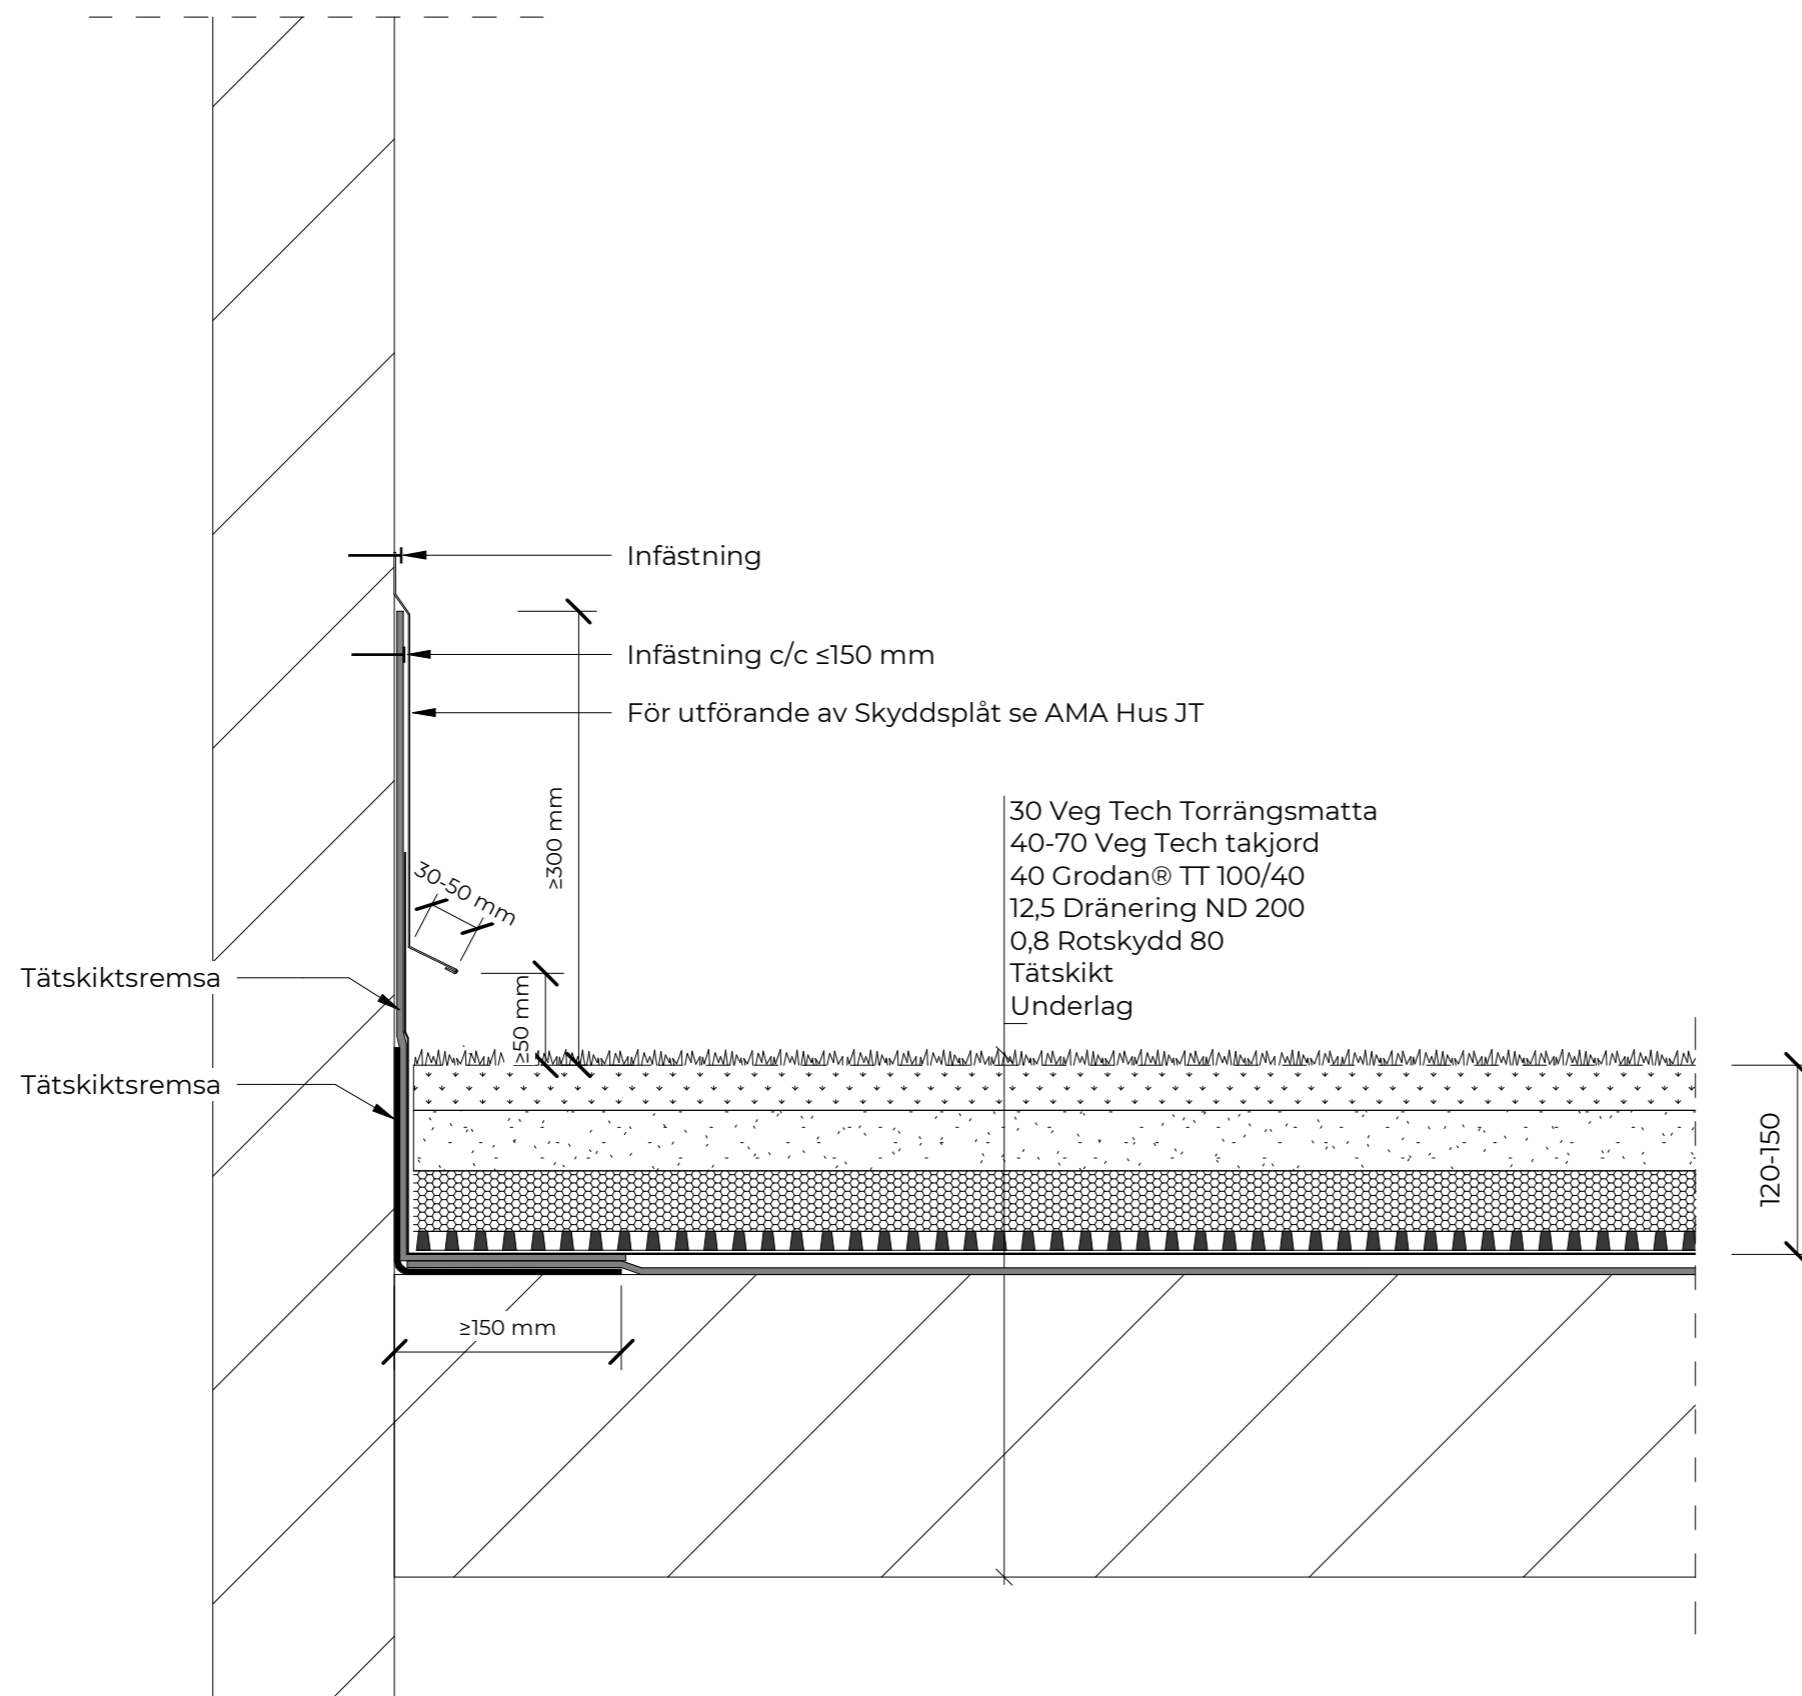 Infästning
Infästning c/c ≤150 mm
För utförande av Skyddsplåt se AMA Hus JT
≥300 mm
30-50 mm
≥50 mm
30 Veg Tech Torrängsmatta
40-70 Veg Tech takjord
40 Grodan® TT 100/40
12,5 Dränering ND 200
0,8 Rotskydd 80
Tätskikt
Underlag
Tätskiktsremsa
Tätskiktsremsa
120-150
≥150 mm